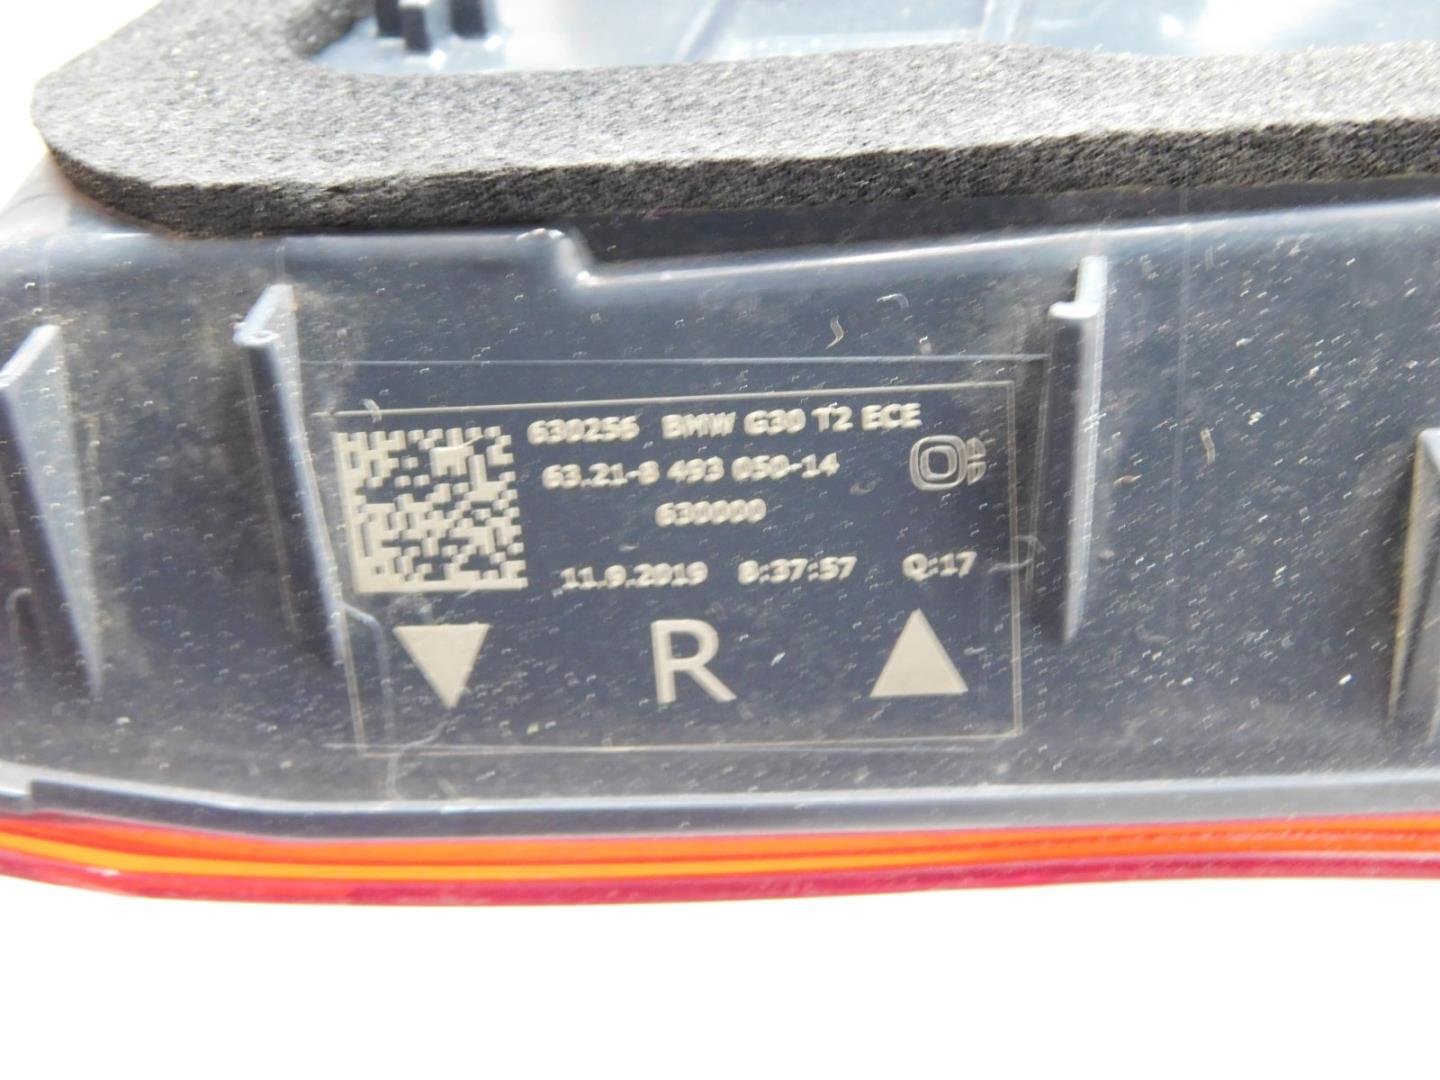 630256 BMW G30 T2 ECE
63.21-8 493 050-14
630000
11.9.2019 8:37:57 Q:17
R